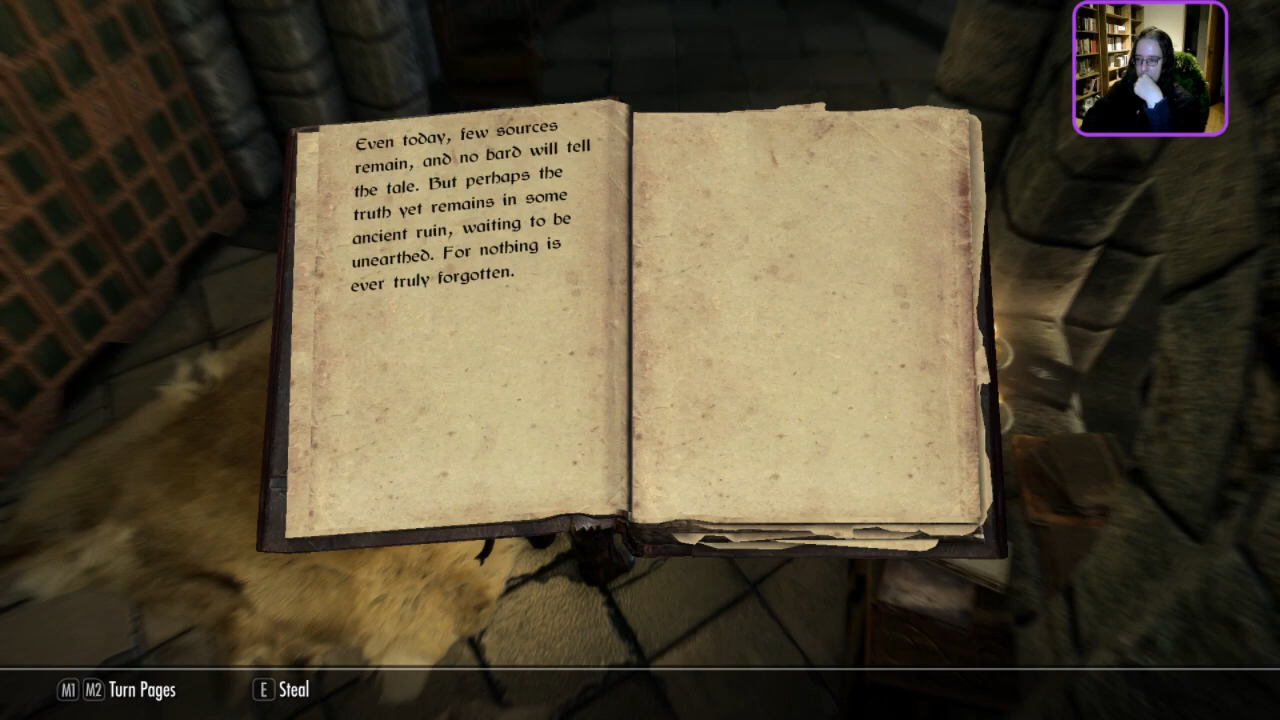 Even today, few sources
remain, and no bard will tell
the tale. But perhaps the
truth yet remains in some
ancient ruin, waiting to be
unearthed. For nothing is
ever truly forgotten.
M1 M2 Turn Pages E Steal